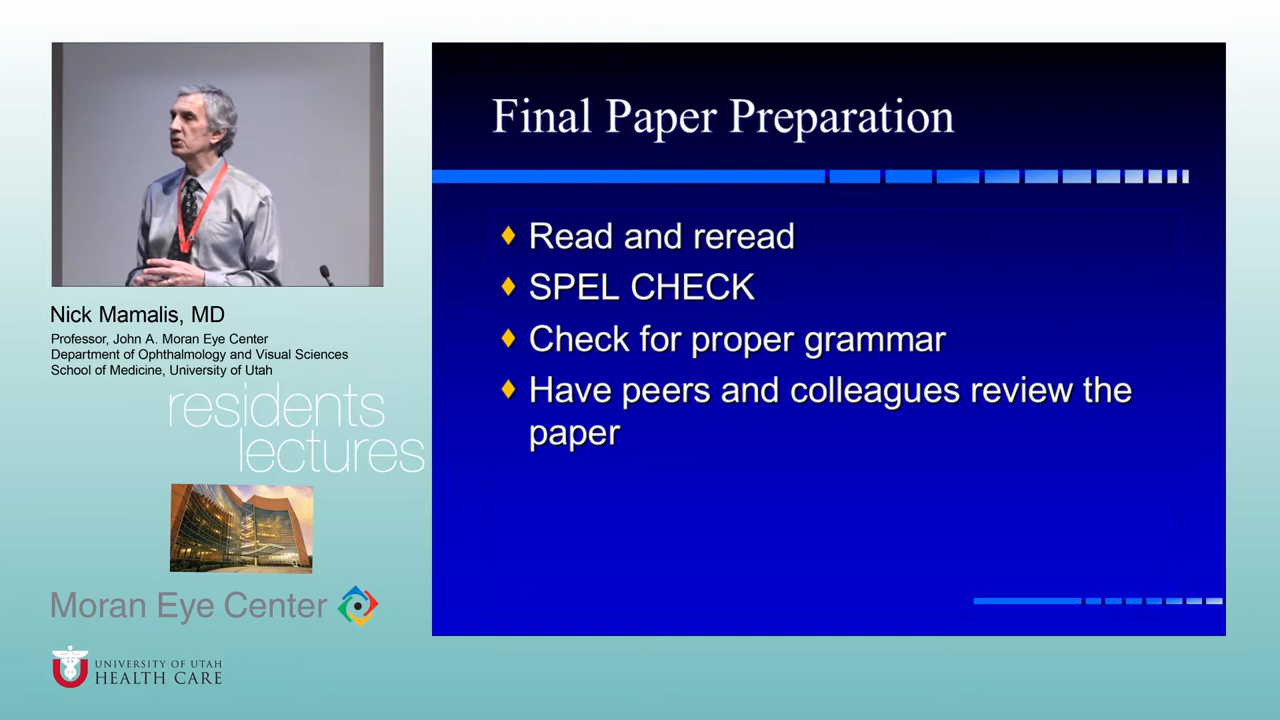 Final Paper Preparation
Read and reread
SPEL CHECK
Check for proper grammar
Have peers and colleagues review the
paper
Nick Mamalis, MD
Professor, John A. Moran Eye Center
Department of Ophthalmology and Visual Sciences
School of Medicine, University of Utah
residents
lectures
Moran Eye Center
UNIVERSITY OF UTAH
HEALTH CARE